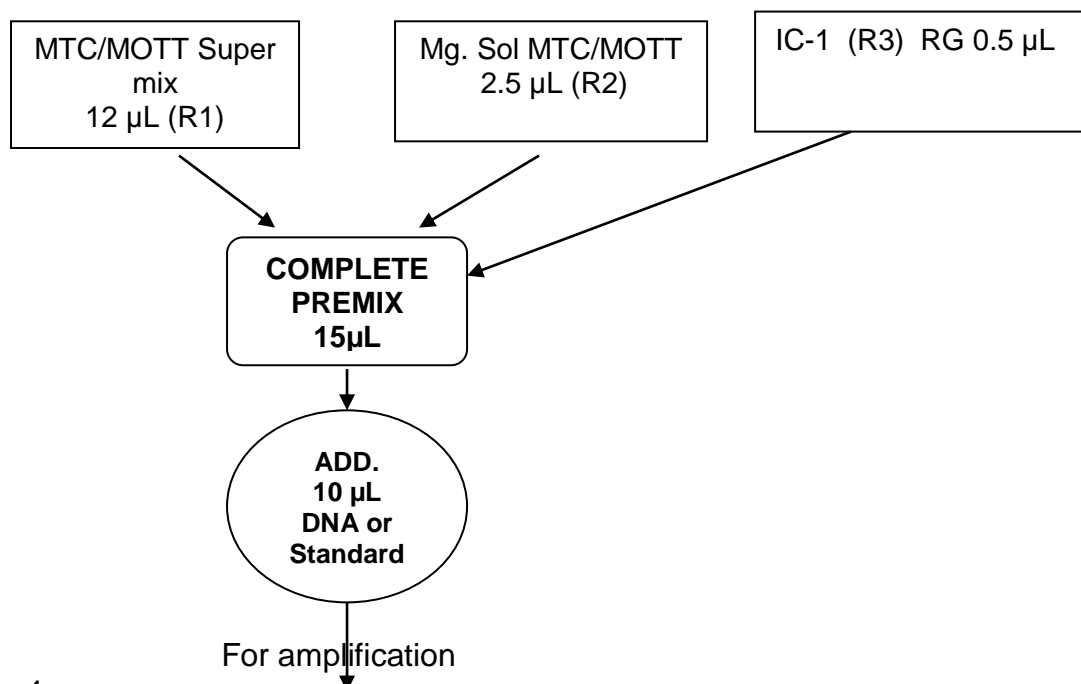 MTC/MOTT Super
mix
12 µL (R1)
Mg. Sol MTC/MOTT
2.5 µL (R2)
IC-1 (R3) RG 0.5 µL
COMPLETE
PREMIX
15µL
ADD.
10 µL
DNA or
Standard
For amplification